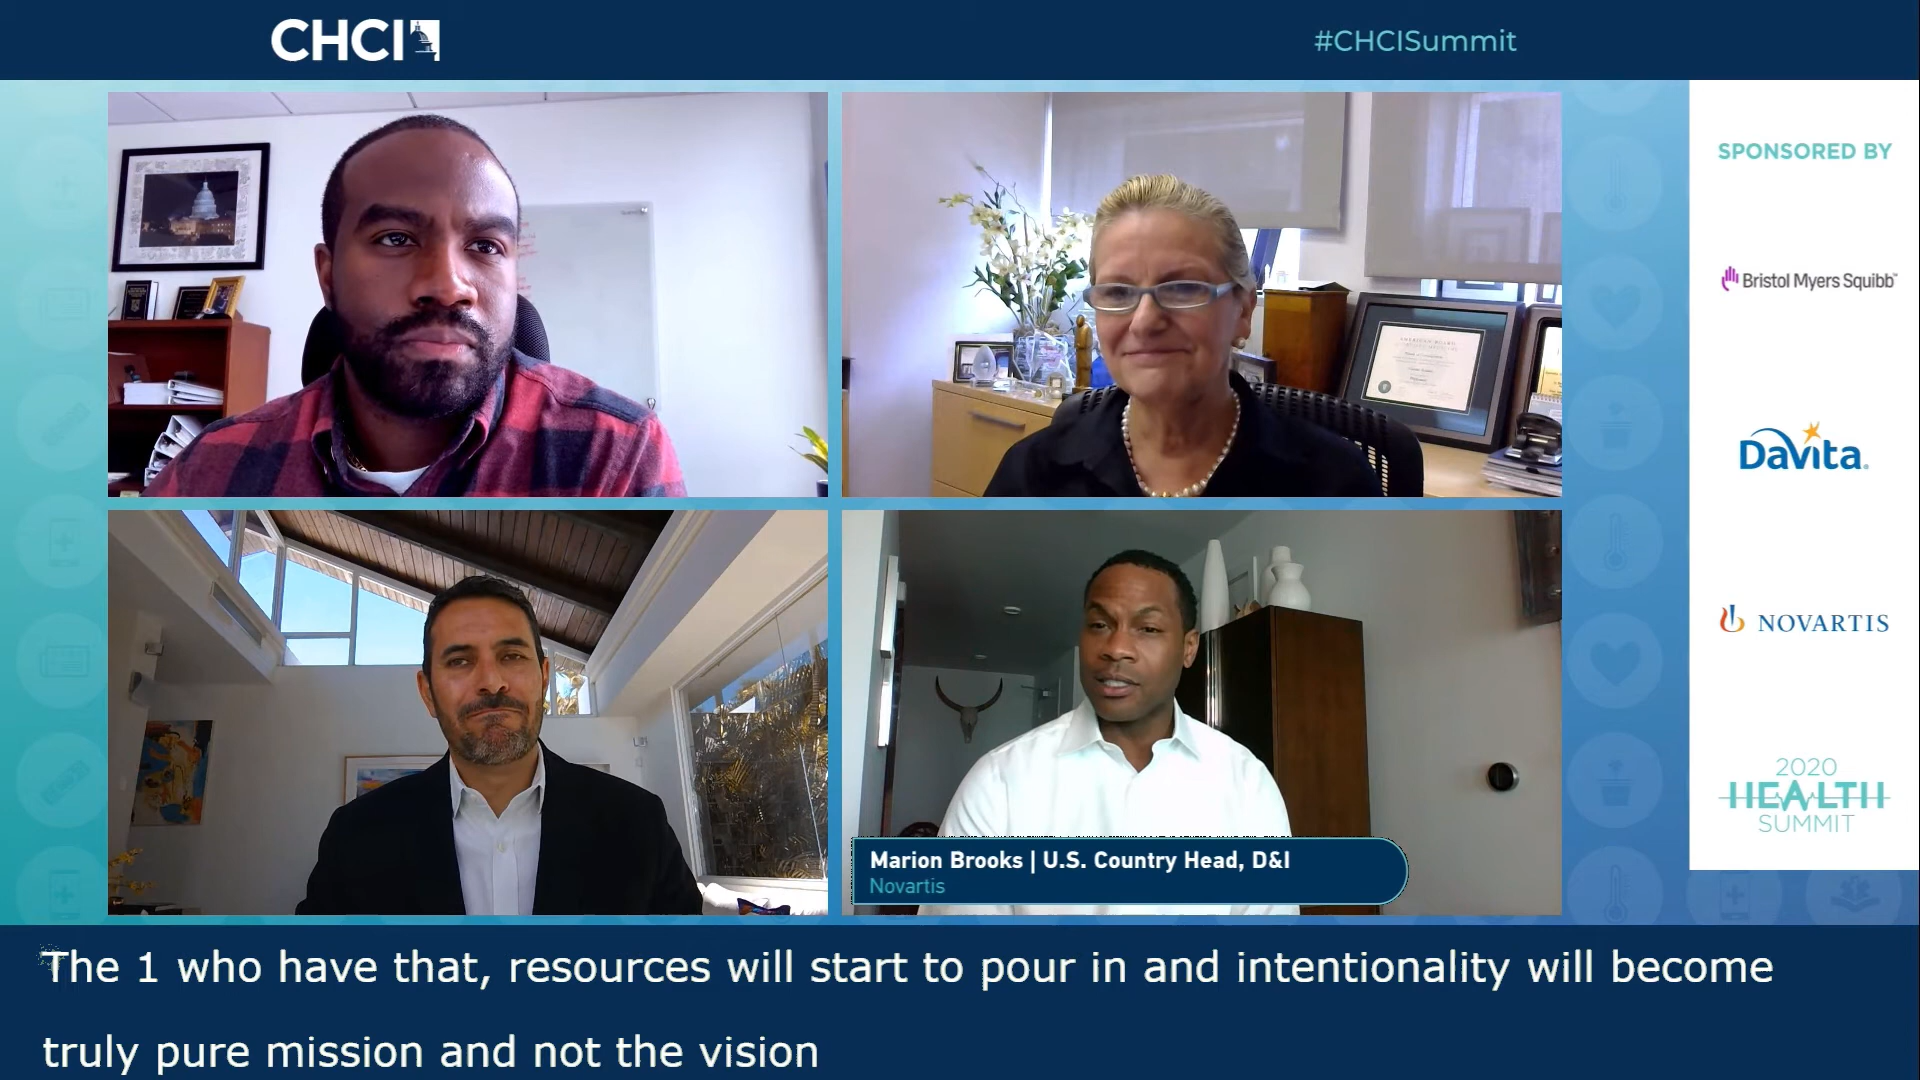 CHCI
#CHCISummit
SPONSORED BY
Bristol Myers Squibb™
DaVita.
NOVARTIS
2020
HEALTH
SUMMIT
Marion Brooks | U.S. Country Head, D&I
Novartis
The 1 who have that, resources will start to pour in and intentionality will become
truly pure mission and not the vision